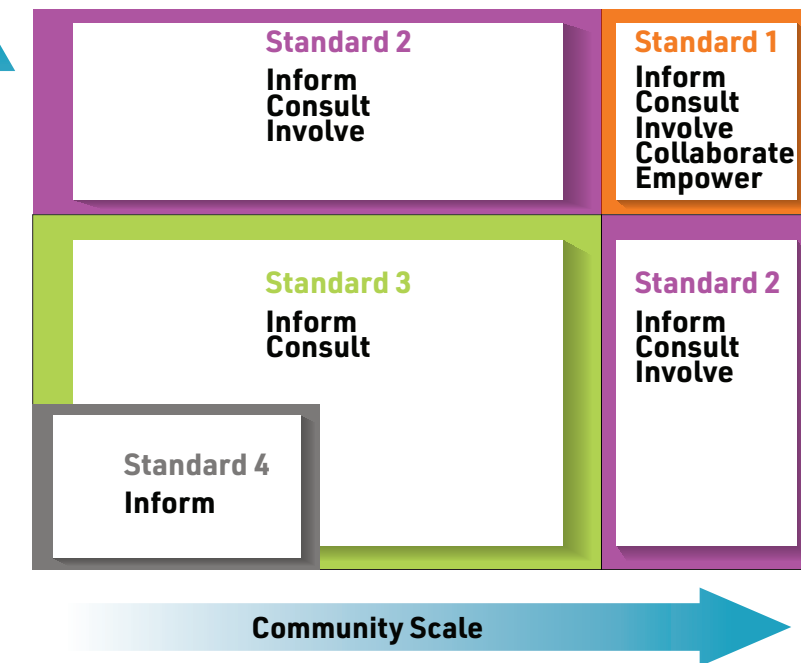 Standard 2
Inform
Consult
Involve
Standard 1
Inform
Consult
Involve
Collaborate
Empower
Standard 3
Inform
Consult
Standard 2
Inform
Consult
Involve
Standard 4
Inform
Community Scale